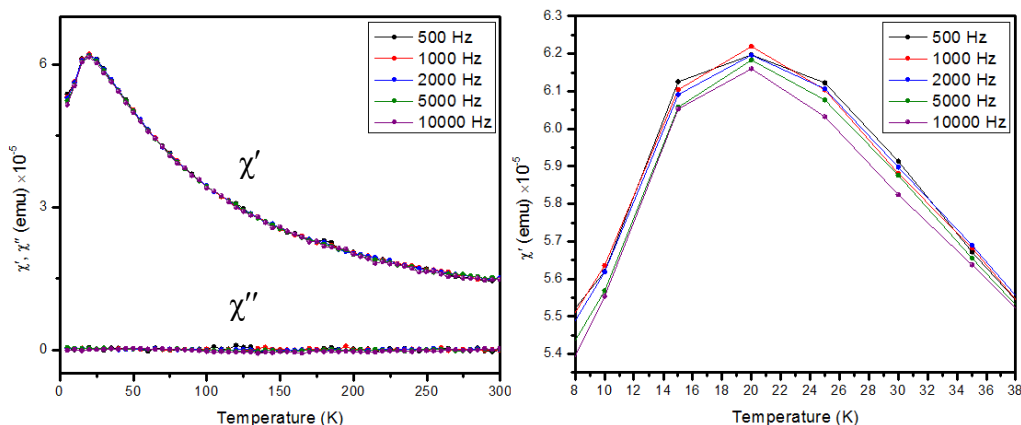 χ′, χ″ (emu) ×10⁻⁵
6
3
0
500 Hz
1000 Hz
2000 Hz
5000 Hz
10000 Hz
χ′
χ″
0 50 100 150 200 250 300
Temperature (K)
χ′ (emu) ×10⁻⁵
6.3
6.2
6.1
6.0
5.9
5.8
5.7
5.6
5.5
5.4
500 Hz
1000 Hz
2000 Hz
5000 Hz
10000 Hz
8 10 12 14 16 18 20 22 24 26 28 30 32 34 36 38
Temperature (K)